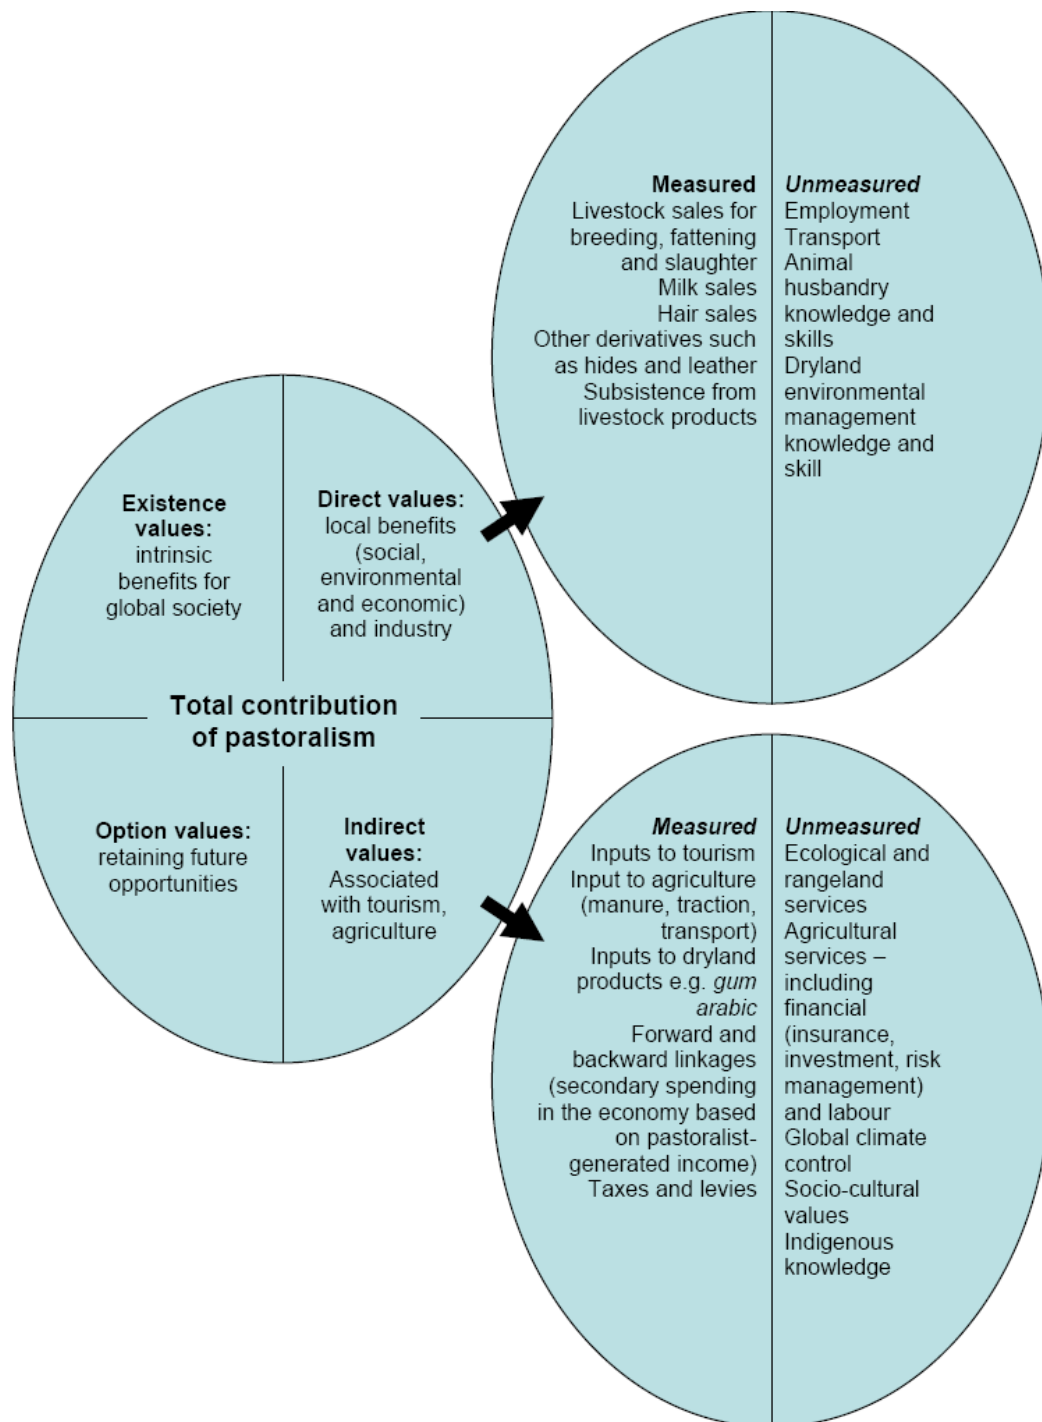 Measured
Livestock sales for
breeding, fattening
and slaughter
Milk sales
Hair sales
Other derivatives such
as hides and leather
Subsistence from
livestock products
Unmeasured
Employment
Transport
Animal
husbandry
knowledge and
skills
Dryland
environmental
management
knowledge and
skill
Existence
values:
intrinsic
benefits for
global society
Direct values:
local benefits
(social,
environmental
and economic)
and industry
Total contribution
of pastoralism
Option values:
retaining future
opportunities
Indirect
values:
Associated
with tourism,
agriculture
Measured
Inputs to tourism
Input to agriculture
(manure, traction,
transport)
Inputs to dryland
products e.g. gum
arabic
Forward and
backward linkages
(secondary spending
in the economy based
on pastoralist-
generated income)
Taxes and levies
Unmeasured
Ecological and
rangeland
services
Agricultural
services –
including
financial
(insurance,
investment, risk
management)
and labour
Global climate
control
Socio-cultural
values
Indigenous
knowledge